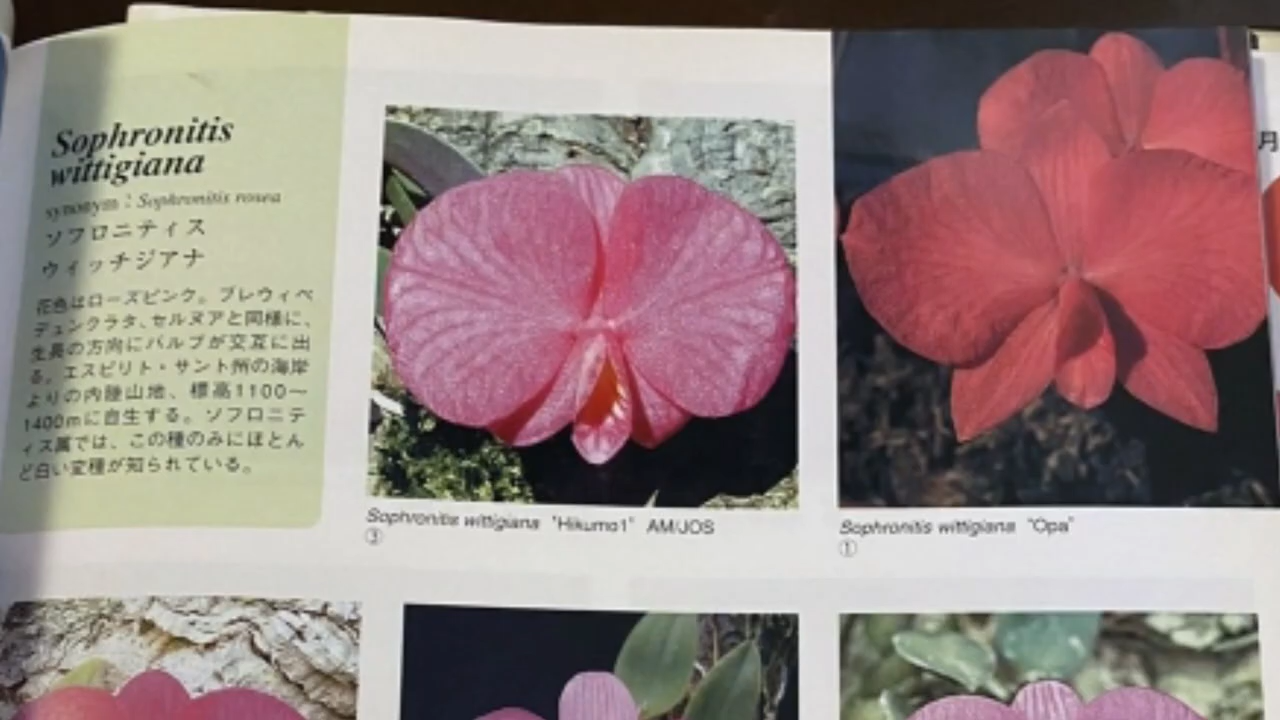 Sophronitis
wittigiana
synonym : Sophronitis rosea
ソフロニティス
ウィッチジアナ
花色はローズピンク。ブレウィペ
デュンクラタ、セルヌアと同様に、
生長の方向にバルブが交互に出
る。エスピリト・サント州の海岸
よりの内陸山地、標高1100〜
1400mに自生する。ソフロニテ
ィス属では、この種のみにほとん
ど白い変種が知られている。
Sophronitis wittigiana "Hikumo1" AM/JOS
③
Sophronitis wittigiana "Opa"
①
月